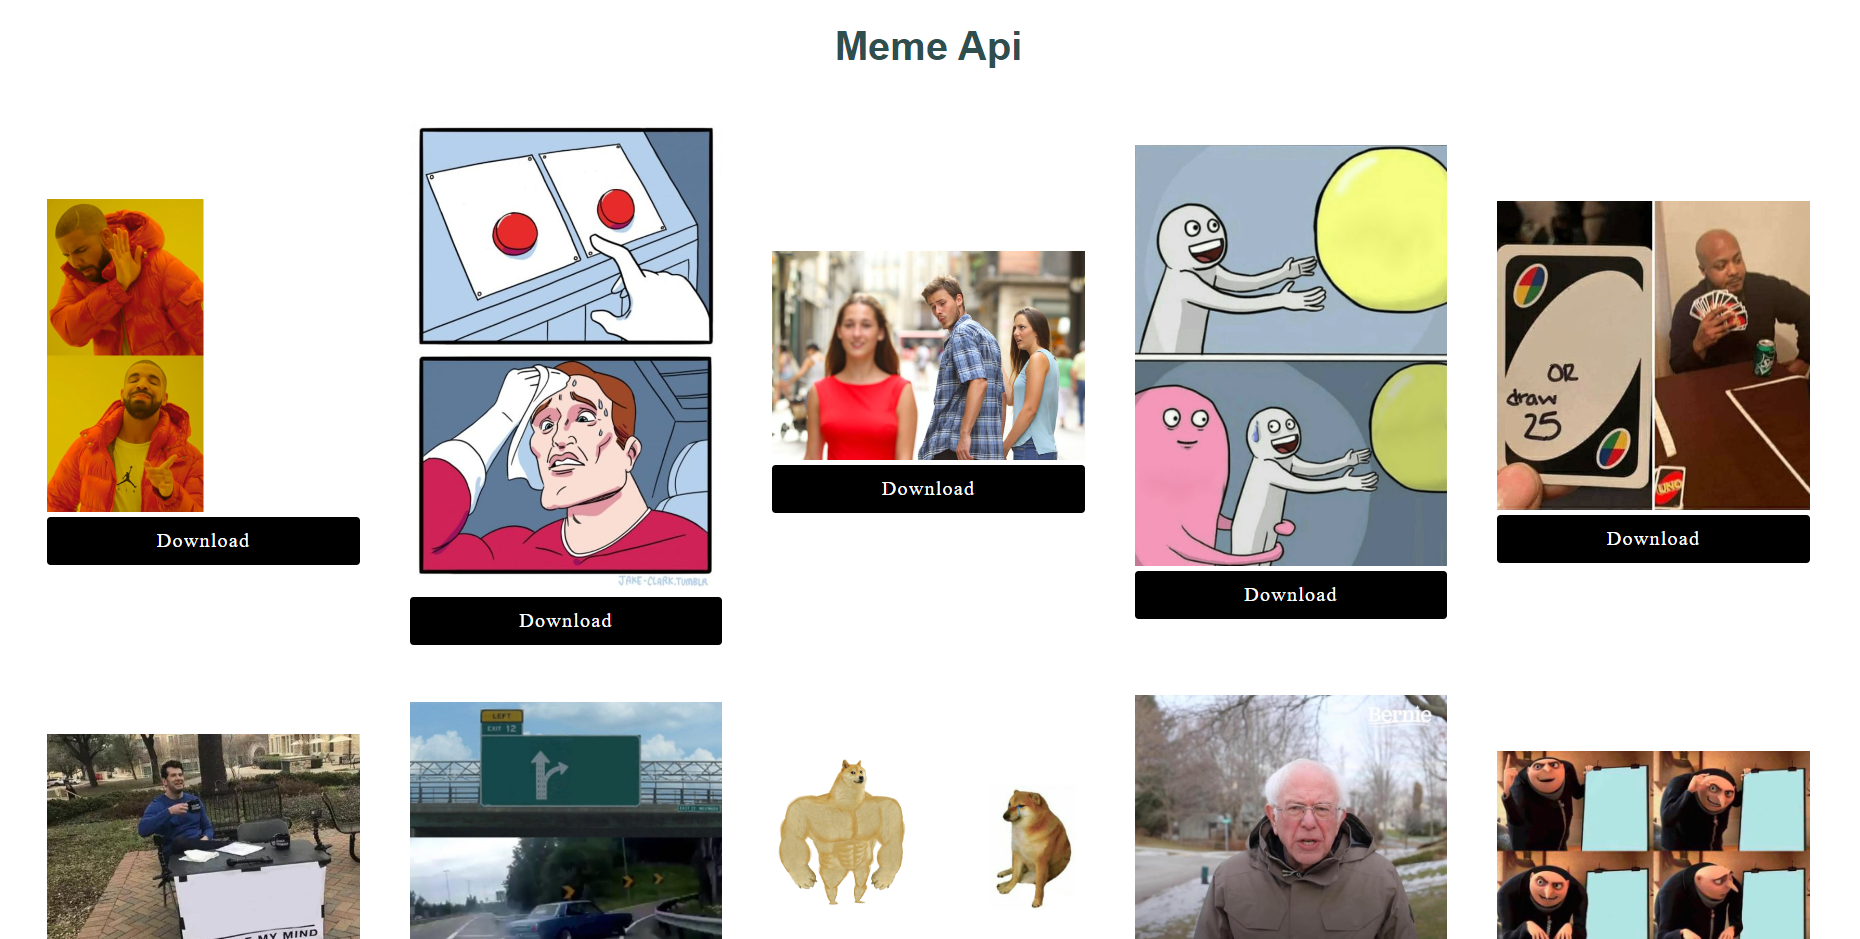 Meme Api
OR
draw
25
UNO
Download
Download
Download
Download
Download
JAKE-CLARK.TUMBLR
LEFT
EXIT 12
Bernie
MY MIND